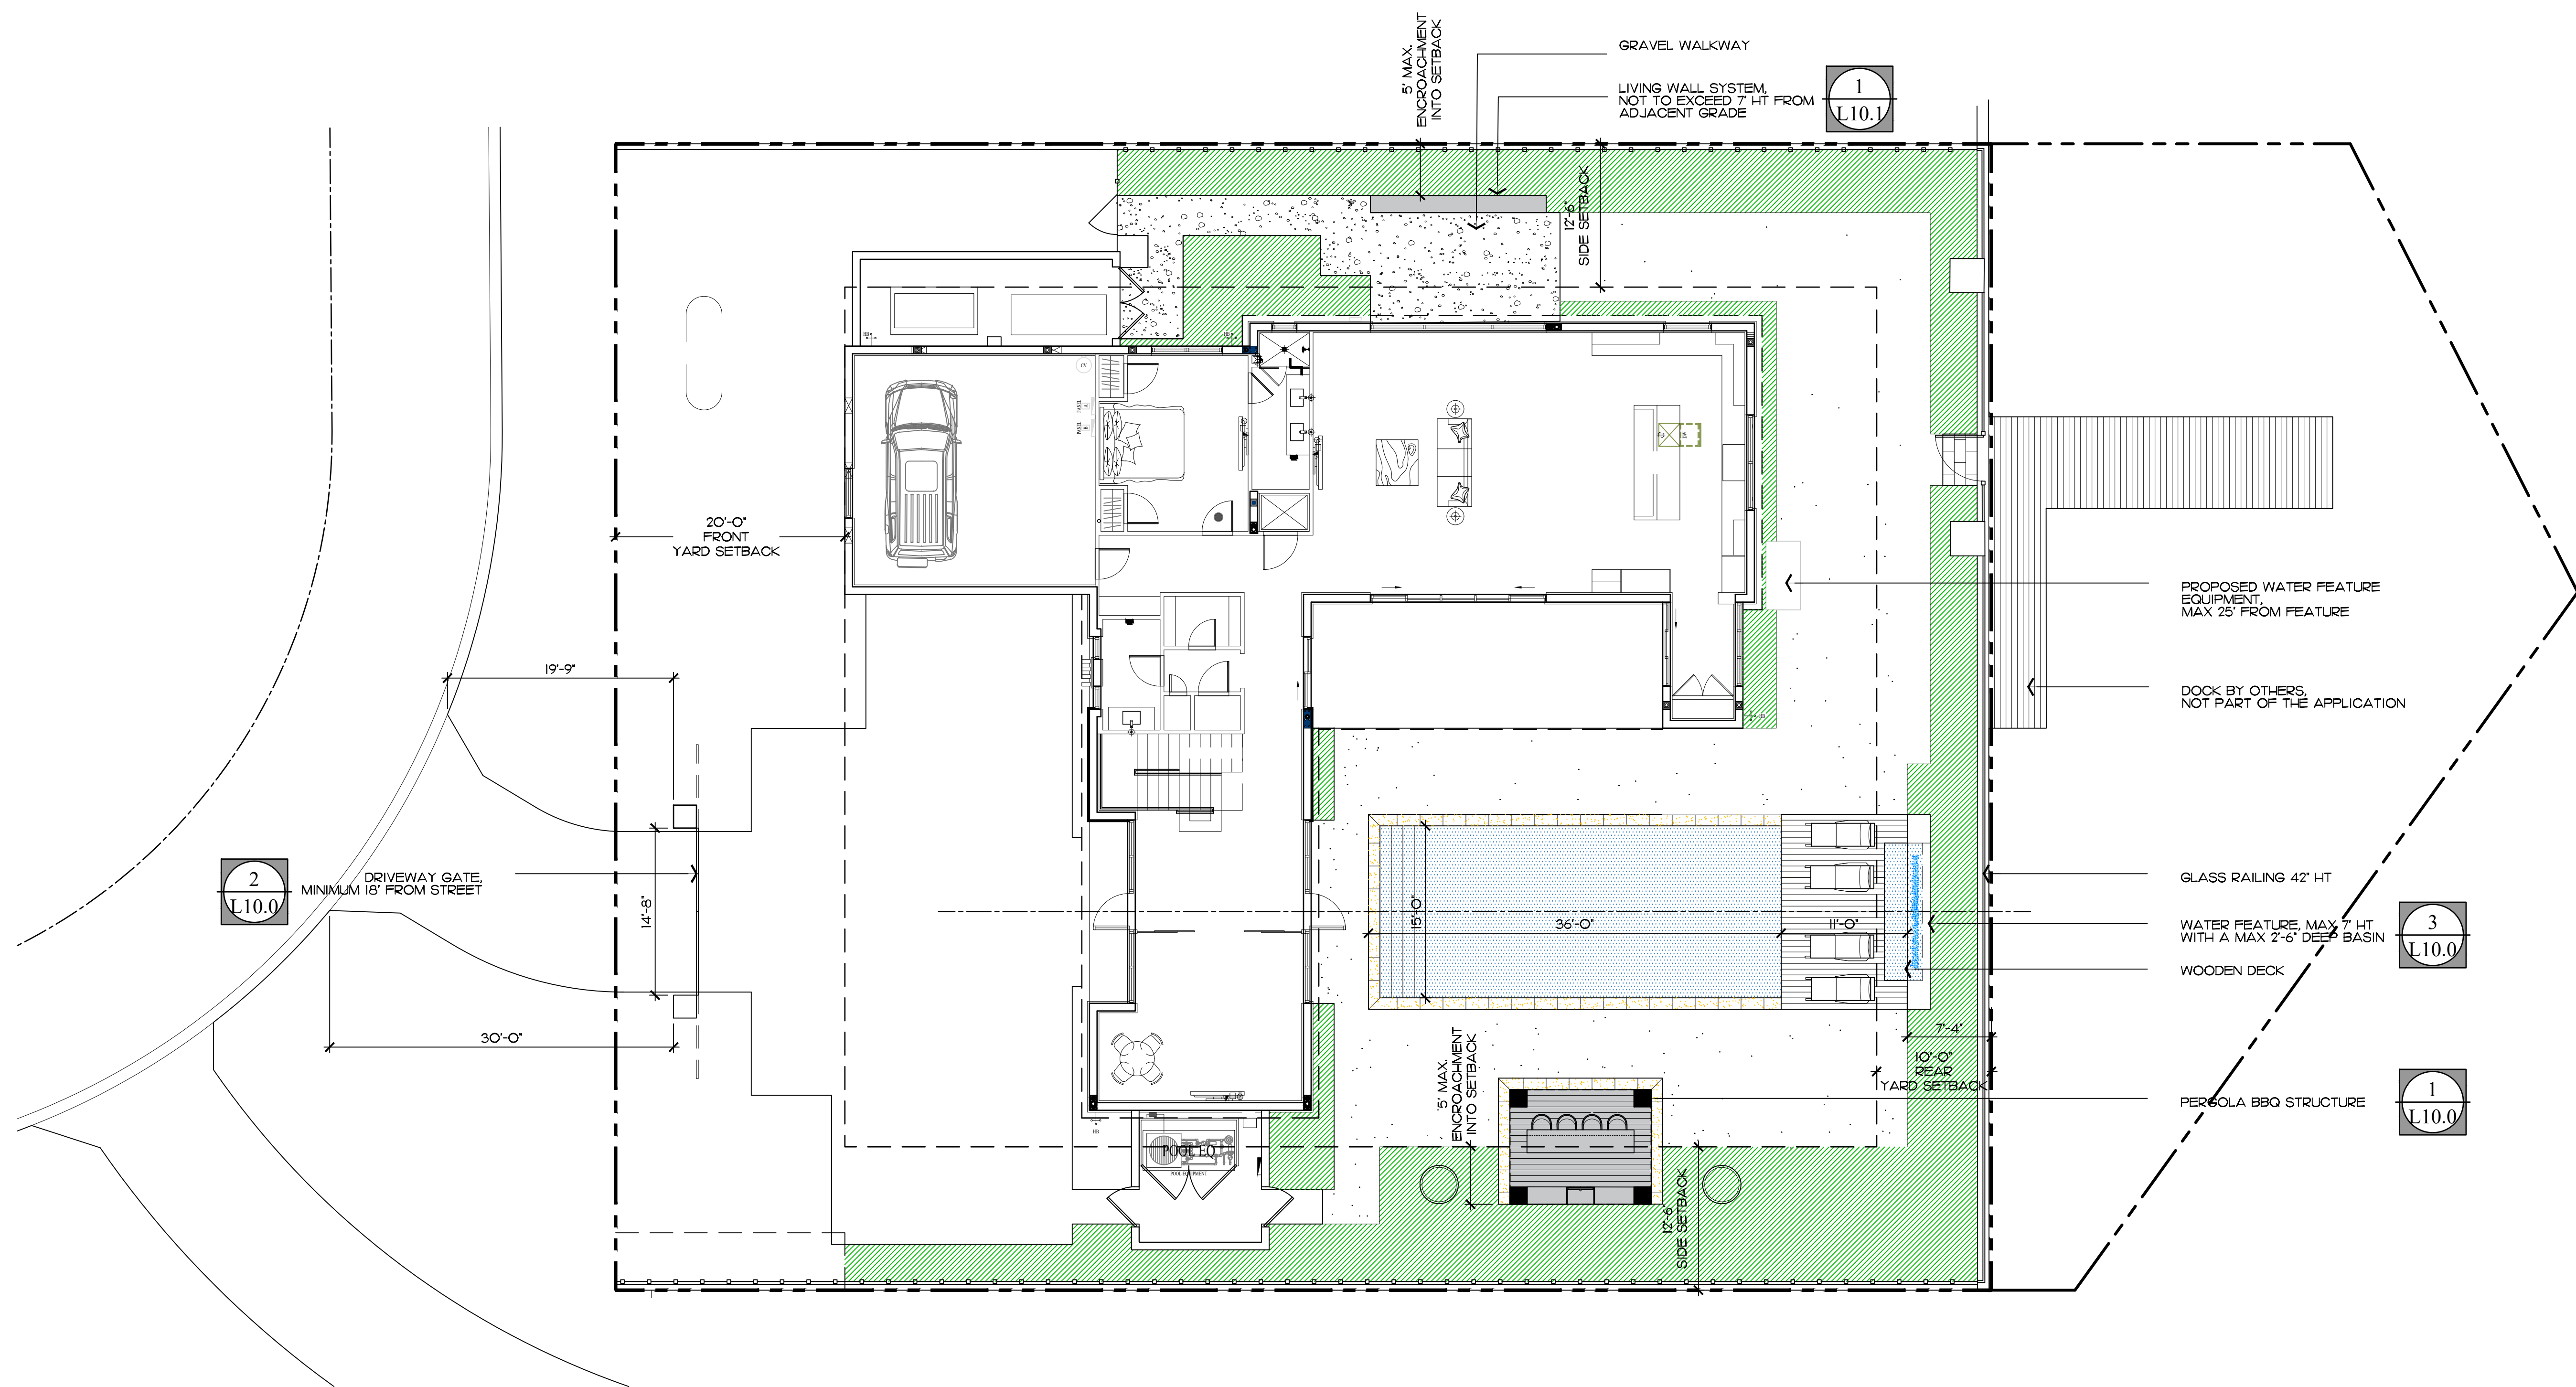 5' MAX.
ENCROACHMENT
INTO SETBACK
GRAVEL WALKWAY
LIVING WALL SYSTEM,
NOT TO EXCEED 7' HT FROM
ADJACENT GRADE
1
L10.1
12'-6"
SIDE SETBACK
CV
PANEL
A
PANEL
B
20'-0"
FRONT
YARD SETBACK
PROPOSED WATER FEATURE
EQUIPMENT,
MAX 25' FROM FEATURE
19'-9"
DOCK BY OTHERS,
NOT PART OF THE APPLICATION
2
L10.0
DRIVEWAY GATE,
MINIMUM 18' FROM STREET
14'-8"
15'-0"
36'-0"
11'-0"
GLASS RAILING 42" HT
WATER FEATURE, MAX 7' HT
WITH A MAX 2'-6" DEEP BASIN
3
L10.0
WOODEN DECK
30'-0"
7'-4"
10'-0"
REAR
YARD SETBACK
5' MAX.
ENCROACHMENT
INTO SETBACK
PERGOLA BBQ STRUCTURE
1
L10.0
POOL EQ
POOL EQUIPMENT
12'-6"
SIDE SETBACK